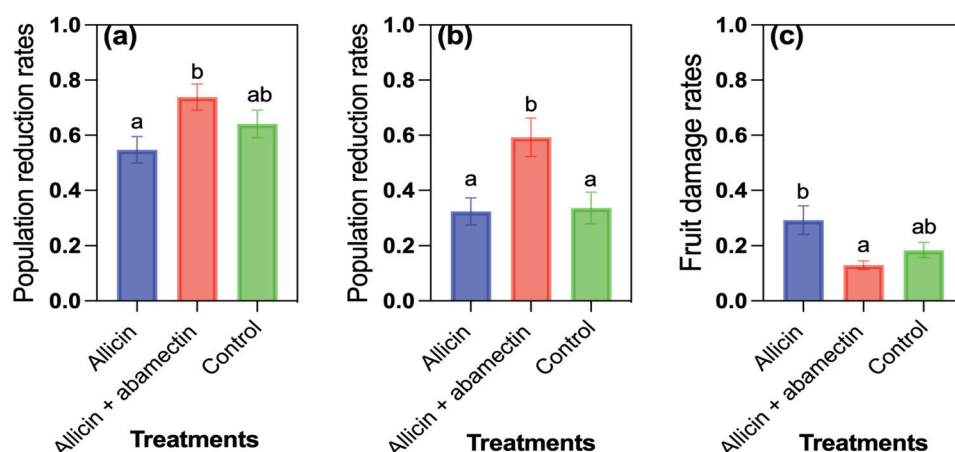 (a)
Population reduction rates
1.0
0.8
0.6
0.4
0.2
0.0
a
b
ab
Allicin
Allicin + abamectin
Control
Treatments
(b)
Population reduction rates
1.0
0.8
0.6
0.4
0.2
0.0
a
b
a
Allicin
Allicin + abamectin
Control
Treatments
(c)
Fruit damage rates
1.0
0.8
0.6
0.4
0.2
0.0
b
a
ab
Allicin
Allicin + abamectin
Control
Treatments